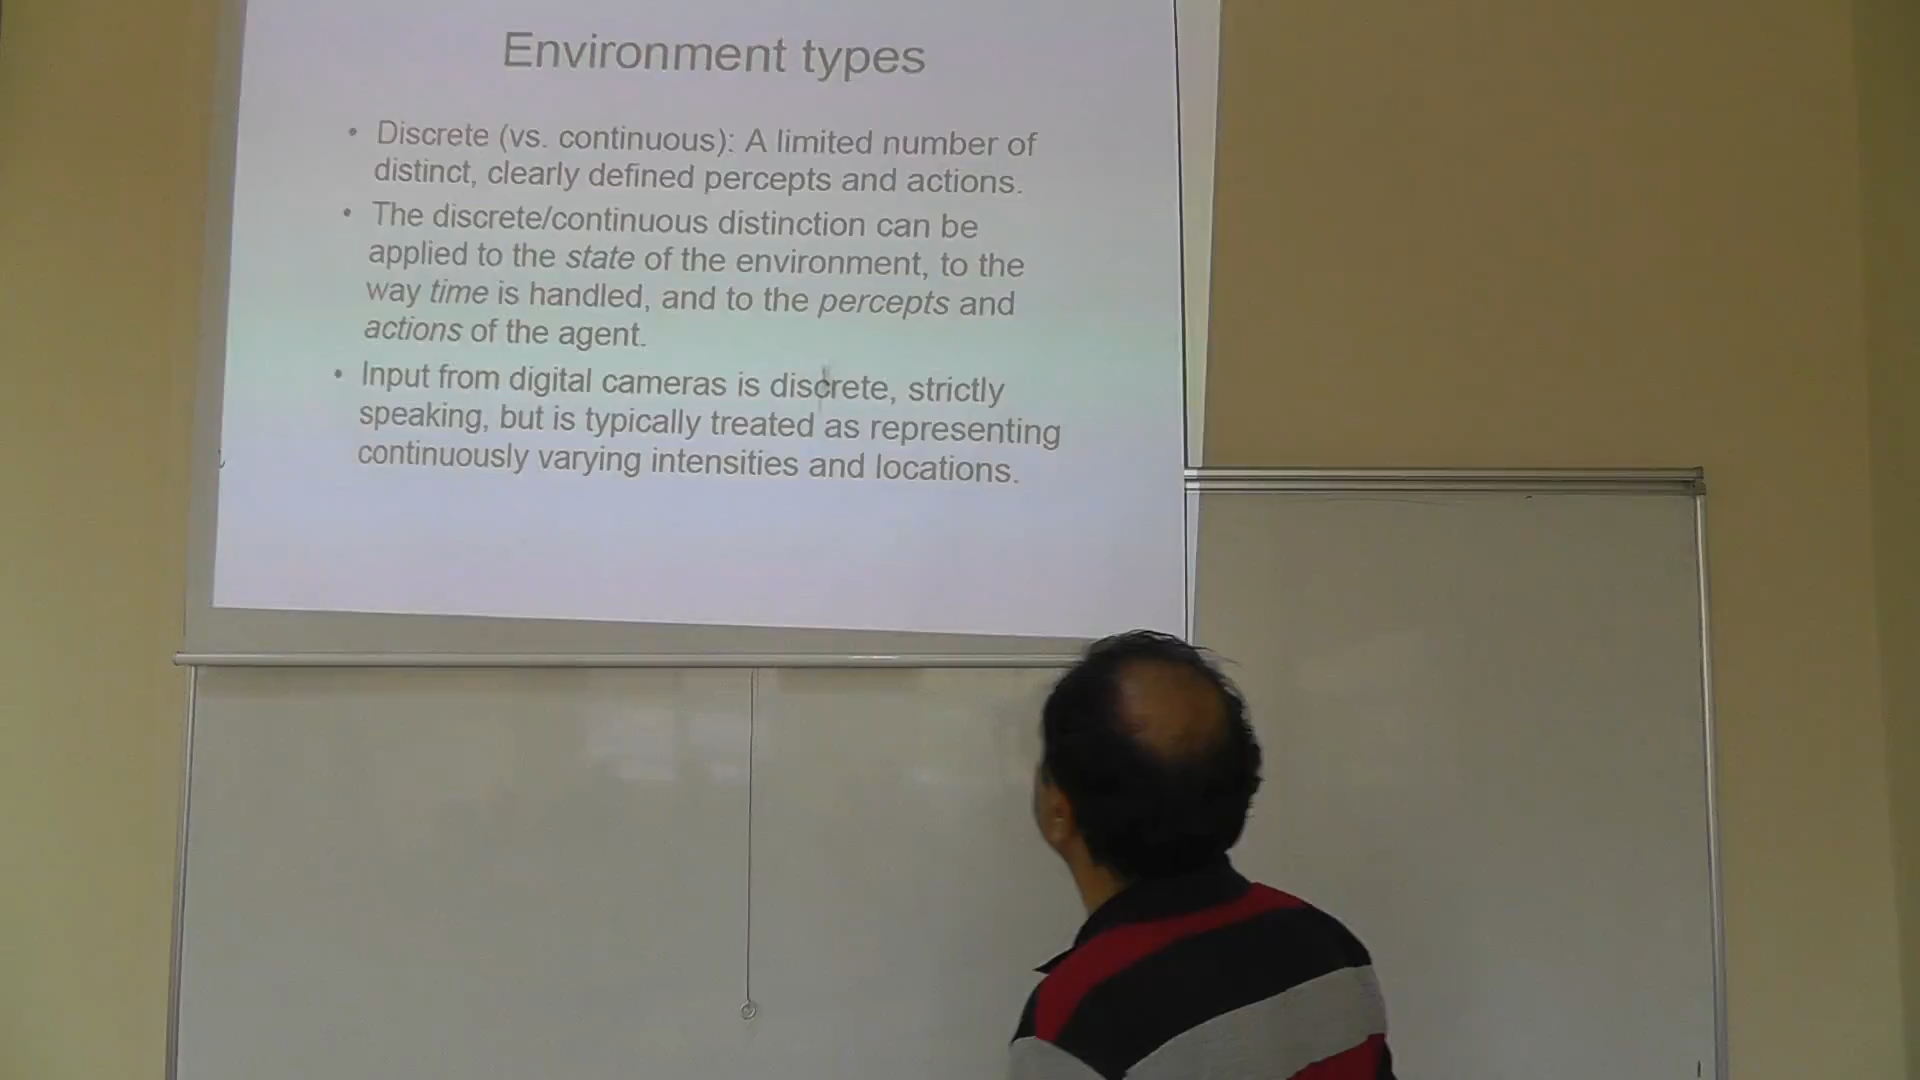 Environment types
• Discrete (vs. continuous): A limited number of
distinct, clearly defined percepts and actions.
• The discrete/continuous distinction can be
applied to the state of the environment, to the
way time is handled, and to the percepts and
actions of the agent.
• Input from digital cameras is discrete, strictly
speaking, but is typically treated as representing
continuously varying intensities and locations.